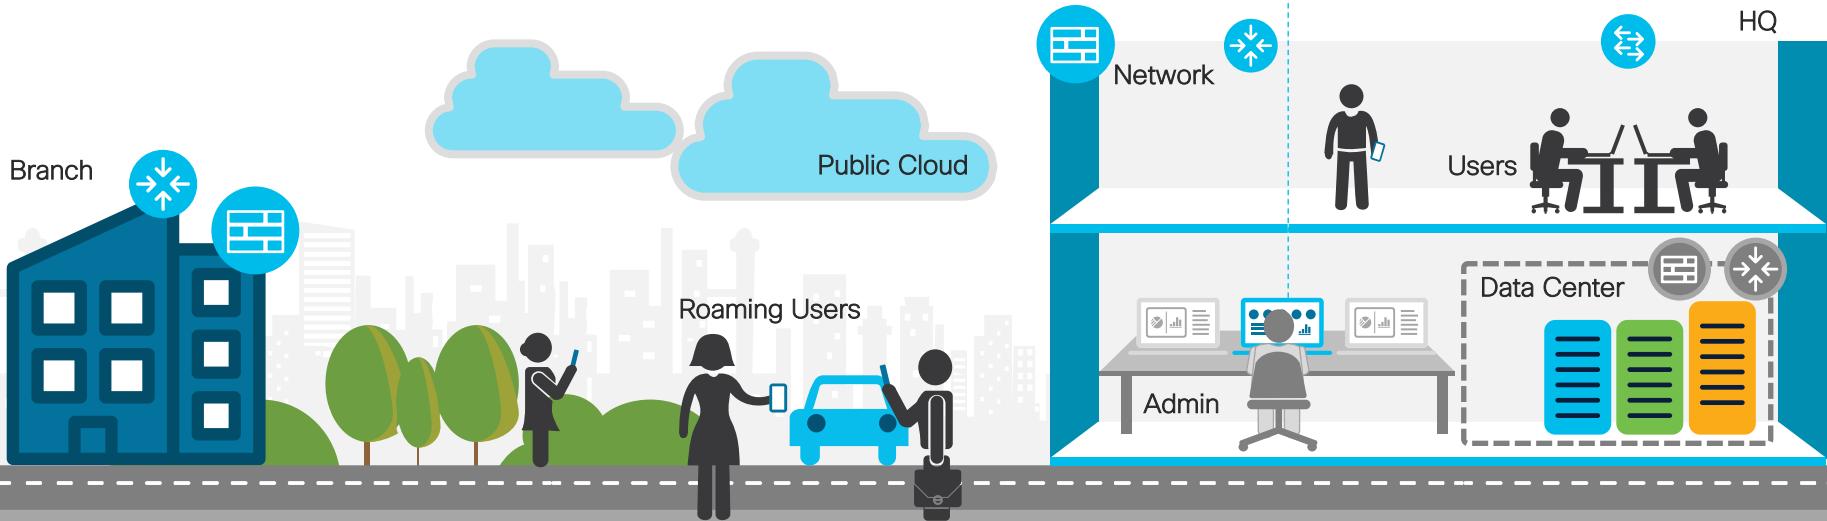 HQ
Network
Branch
Public Cloud
Users
Data Center
Roaming Users
Admin